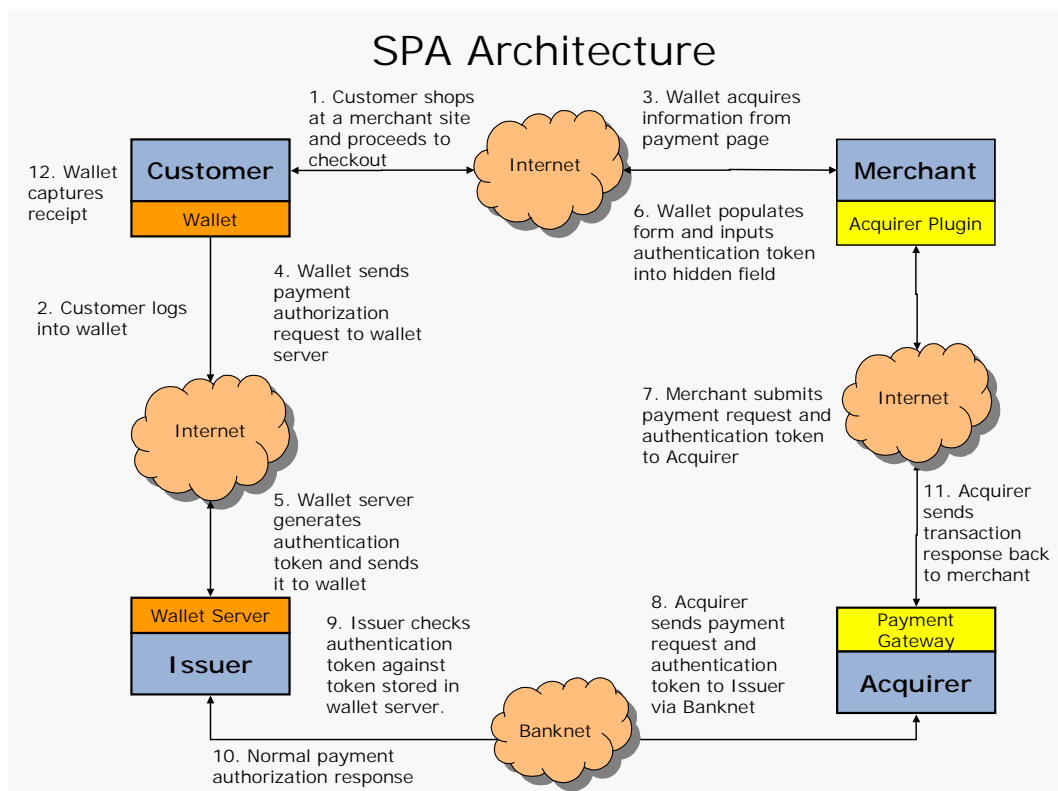 SPA Architecture
1. Customer shops
at a merchant site
and proceeds to
checkout
3. Wallet acquires
information from
payment page
Internet
Customer
Wallet
Merchant
Acquirer Plugin
12. Wallet
captures
receipt
6. Wallet populates
form and inputs
authentication token
into hidden field
4. Wallet sends
payment
authorization
request to wallet
server
2. Customer logs
into wallet
Internet
7. Merchant submits
payment request and
authentication token
to Acquirer
Internet
5. Wallet server
generates
authentication
token and sends
it to wallet
11. Acquirer
sends
transaction
response back
to merchant
Wallet Server
Issuer
9. Issuer checks
authentication
token against
token stored in
wallet server.
8. Acquirer
sends payment
request and
authentication
token to Issuer
via Banknet
Payment
Gateway
Acquirer
Banknet
10. Normal payment
authorization response